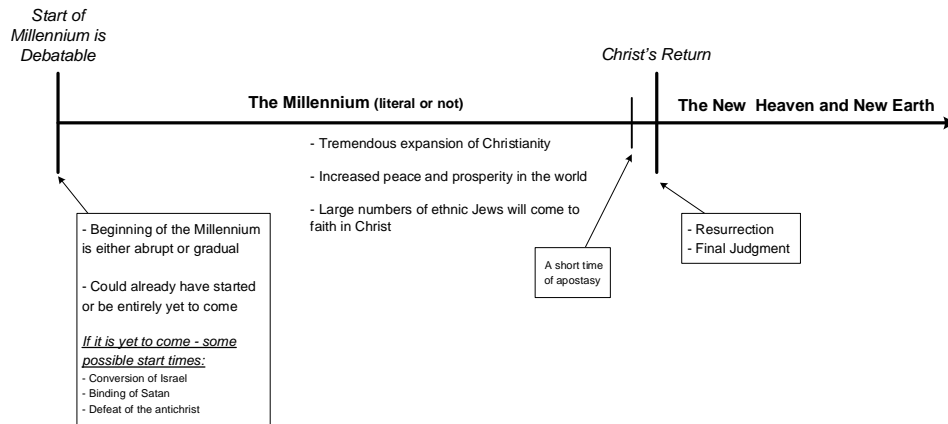 Start of
Millennium is
Debatable
Christ's Return
The Millennium (literal or not)
The New Heaven and New Earth
- Tremendous expansion of Christianity
- Increased peace and prosperity in the world
- Large numbers of ethnic Jews will come to
faith in Christ
- Beginning of the Millennium
is either abrupt or gradual
- Could already have started
or be entirely yet to come
If it is yet to come - some
possible start times:
- Conversion of Israel
- Binding of Satan
- Defeat of the antichrist
A short time
of apostasy
- Resurrection
- Final Judgment